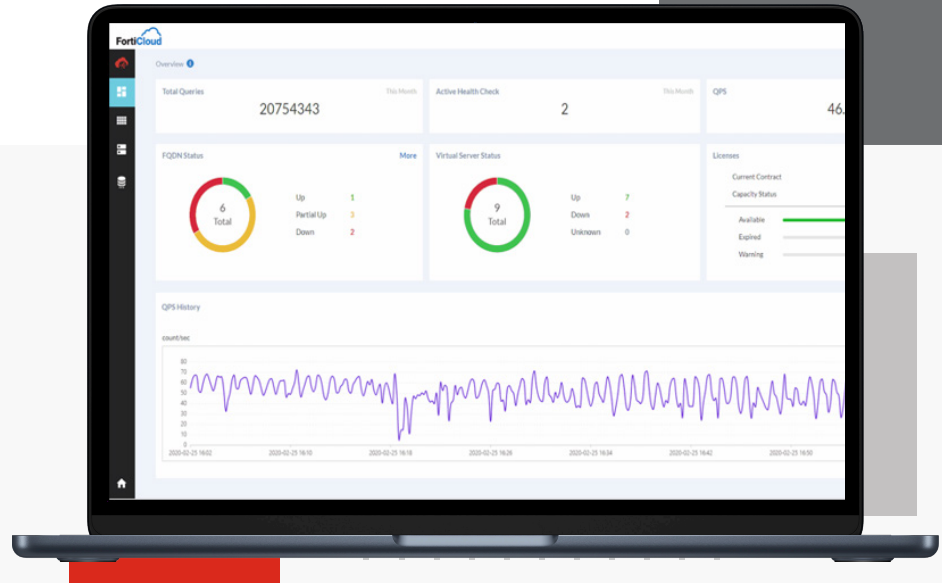 FortiCloud
Overview
Total Queries This Month
20754343
Active Health Check This Month
2
QPS
46.
FQDN Status More
6
Total
Up 1
Partial Up 3
Down 2
Virtual Server Status
9
Total
Up 7
Down 2
Unknown 0
Licenses
Current Contract
Capacity Status
Available
Expired
Warning
QPS History
count/sec
80
70
60
50
40
30
20
10
0
2020-02-25 16:02 2020-02-25 16:10 2020-02-25 16:18 2020-02-25 16:26 2020-02-25 16:34 2020-02-25 16:42 2020-02-25 16:50